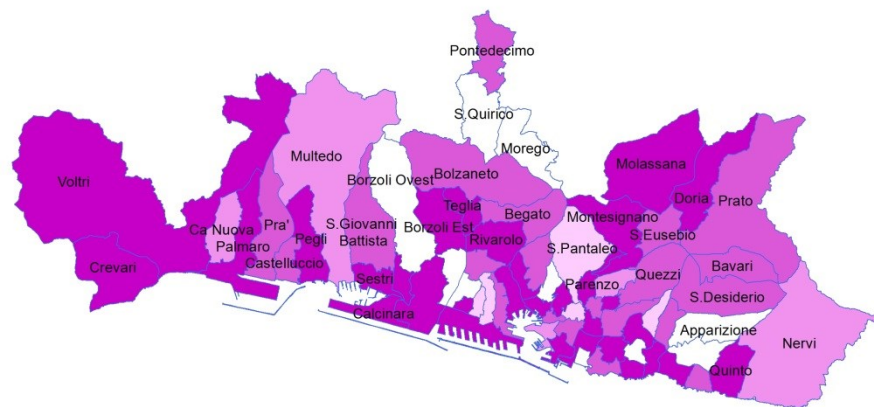 Pontedecimo
S.Quirico
Morego
Molassana
Multedo
Bolzaneto
Borzoli Ovest
Voltri
Doria
Prato
Teglia
Begato
Montesignano
Ca Nuova
Pra'
S.Giovanni
Battista
Borzoli Est
S.Eusebio
Palmaro
Pegli
Rivarolo
S.Pantaleo
Castelluccio
Bavari
Crevari
Sestri
Parenzo
Quezzi
S.Desiderio
Calcinara
Apparizione
Nervi
Quinto